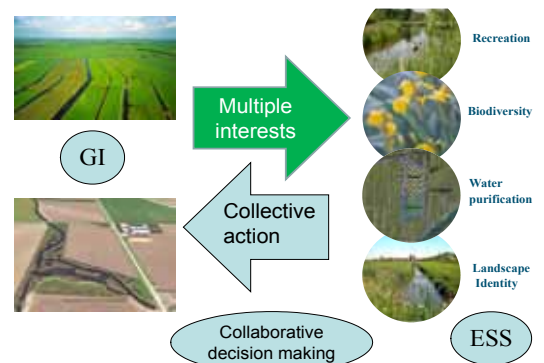 Recreation
Multiple
interests
Biodiversity
GI
Water
purification
Collective
action
Landscape
Identity
Collaborative
decision making
ESS